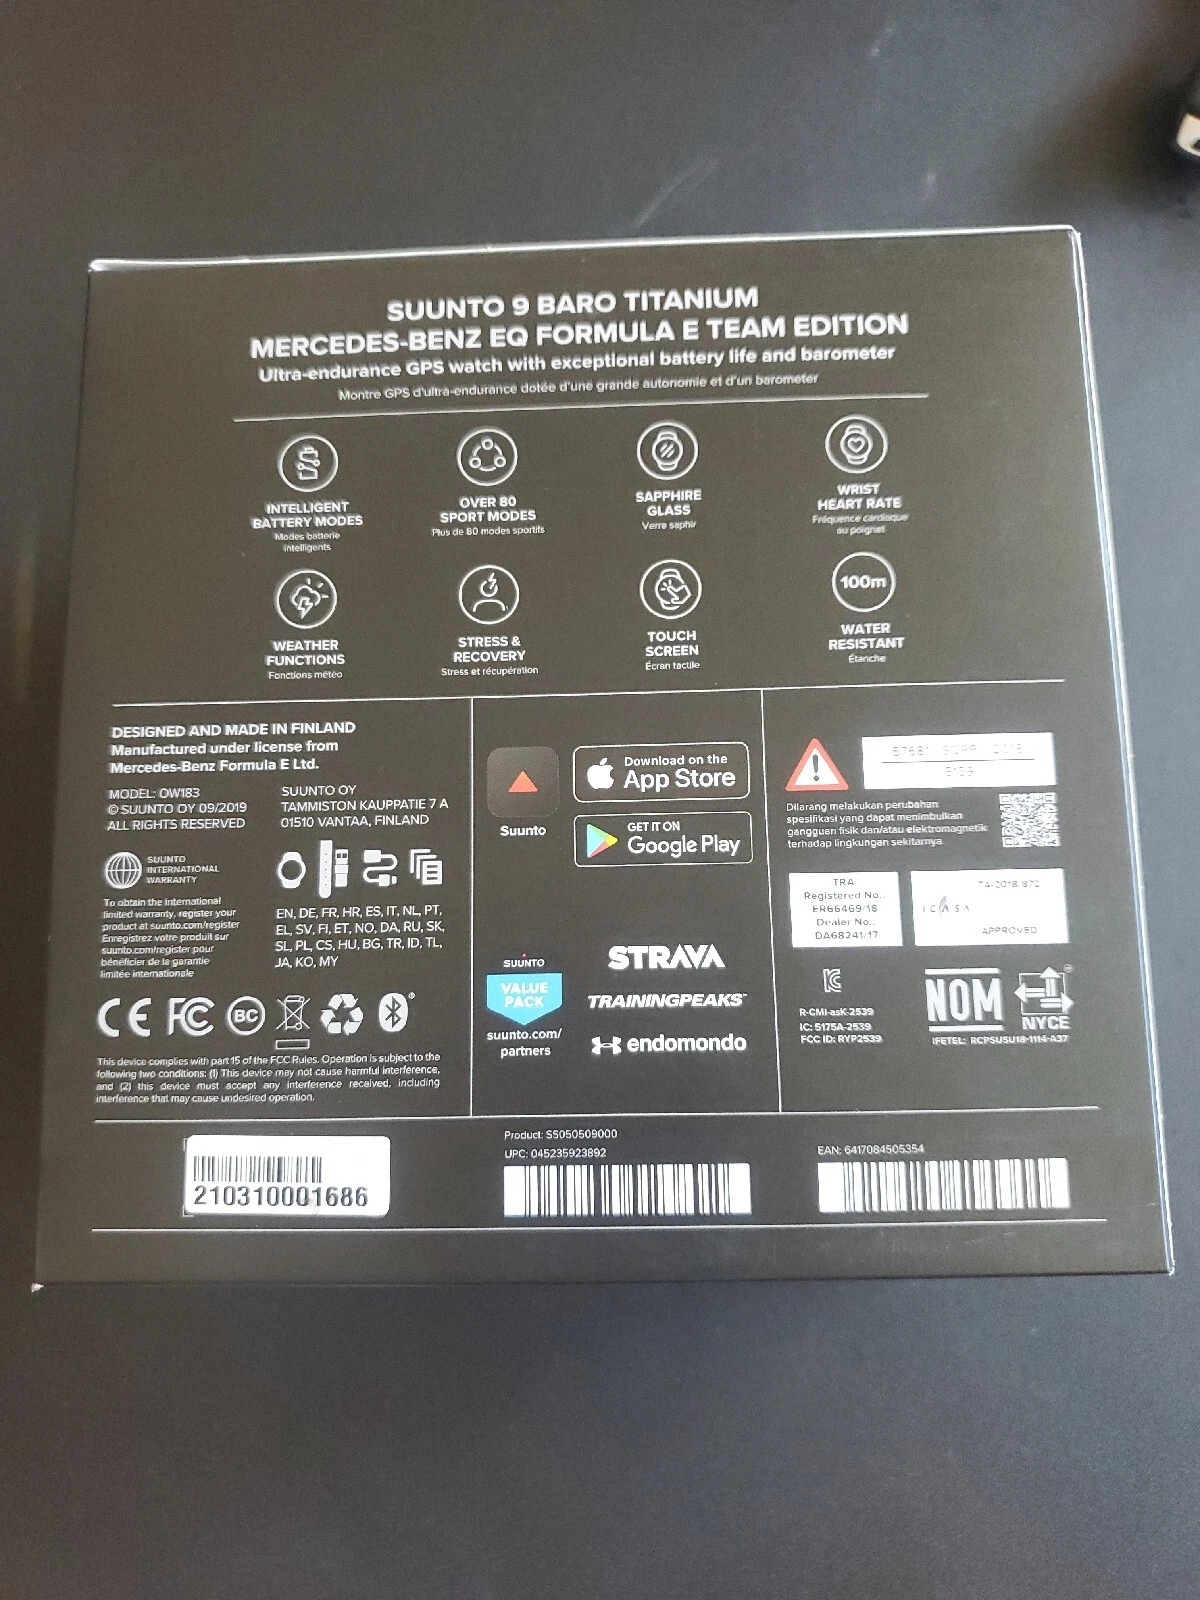 SUUNTO 9 BARO TITANIUM
MERCEDES-BENZ EQ FORMULA E TEAM EDITION
Ultra-endurance GPS watch with exceptional battery life and barometer
Montre GPS d'ultra-endurance dotée d'une grande autonomie et d'un barometer
INTELLIGENT
BATTERY MODES
Modes batterie
intelligents
OVER 80
SPORT MODES
Plus de 80 modes sportifs
SAPPHIRE
GLASS
Verre saphir
WRIST
HEART RATE
Fréquence cardiaque
au poignet
WEATHER
FUNCTIONS
Fonctions météo
STRESS &
RECOVERY
Stress et récupération
TOUCH
SCREEN
Écran tactile
100m
WATER
RESISTANT
Étanche
DESIGNED AND MADE IN FINLAND
Manufactured under license from
Mercedes-Benz Formula E Ltd.
MODEL: OW183
© SUUNTO OY 09/2019
ALL RIGHTS RESERVED
SUUNTO OY
TAMMISTON KAUPPATIE 7 A
01510 VANTAA, FINLAND
SUUNTO
INTERNATIONAL
WARRANTY
To obtain the international
limited warranty, register your
product at suunto.com/register
Enregistrez votre produit sur
suunto.com/register pour
bénéficier de la garantie
limitée internationale
EN, DE, FR, HR, ES, IT, NL, PT,
EL, SV, FI, ET, NO, DA, RU, SK,
SL, PL, CS, HU, BG, TR, ID, TL,
JA, KO, MY
CE FC BC
This device complies with part 15 of the FCC Rules. Operation is subject to the
following two conditions: (1) This device may not cause harmful interference,
and (2) this device must accept any interference received, including
interference that may cause undesired operation.
Suunto
Download on the
App Store
GET IT ON
Google Play
SUUNTO
VALUE
PACK
suunto.com/
partners
STRAVA
TRAININGPEAKS™
endomondo
Dilarang melakukan perubahan
spesifikasi yang dapat menimbulkan
gangguan fisik dan/atau elektromagnetik
terhadap lingkungan sekitarnya
TRA
Registered No.:
ER66469/18
Dealer No.:
DA68241/17
TA-2018/872
ICASA
APPROVED
R-CMI-asK-2539
IC: 5175A-2539
FCC ID: RYP2539
NOM
NYCE
IFETEL: RCPSUSU18-1114-A37
210310001686
Product: SS050509000
UPC: 045235923892
EAN: 6417084505354